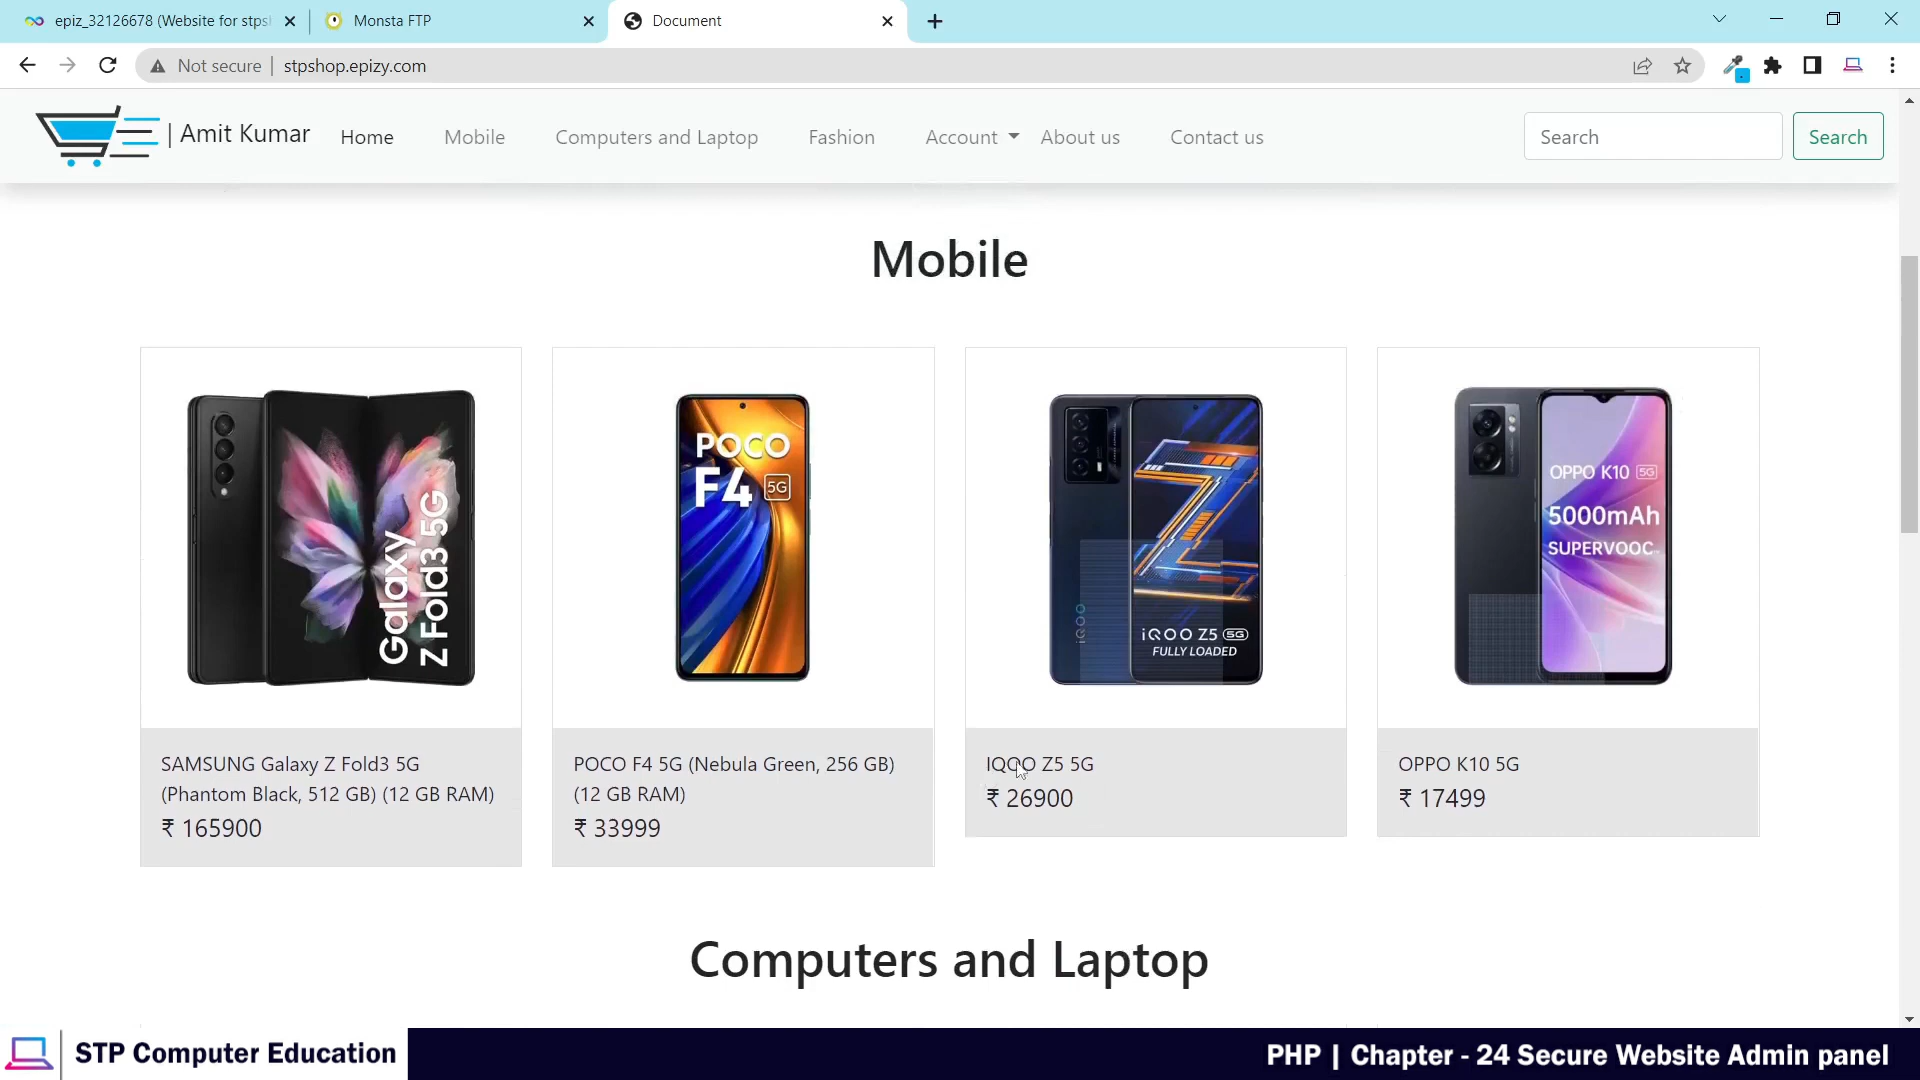 epiz_32126678 (Website for stps
Monsta FTP
Document
Not secure
stpshop.epizy.com
| Amit Kumar
Home
Mobile
Computers and Laptop
Fashion
Account
About us
Contact us
Search
Search
Mobile
Galaxy
Z Fold3 5G
POCO
F4 5G
iQOO
iQOO Z5 5G
FULLY LOADED
OPPO K10 5G
5000mAh
SUPERVOOC
SAMSUNG Galaxy Z Fold3 5G
(Phantom Black, 512 GB) (12 GB RAM)
₹ 165900
POCO F4 5G (Nebula Green, 256 GB)
(12 GB RAM)
₹ 33999
IQOO Z5 5G
₹ 26900
OPPO K10 5G
₹ 17499
Computers and Laptop
STP Computer Education
PHP | Chapter - 24 Secure Website Admin panel